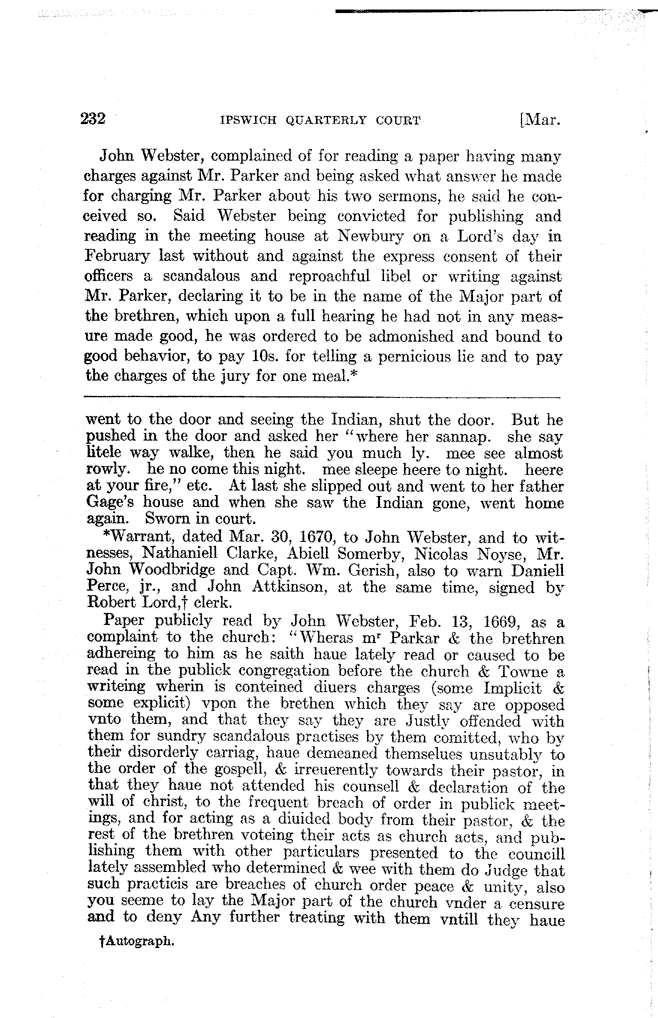 232 IPSWICH QUARTERLY COURT [Mar.
John Webster, complained of for reading a paper having many
charges against Mr. Parker and being asked what answer he made
for charging Mr. Parker about his two sermons, he said he con-
ceived so. Said Webster being convicted for publishing and
reading in the meeting house at Newbury on a Lord's day in
February last without and against the express consent of their
officers a scandalous and reproachful libel or writing against
Mr. Parker, declaring it to be in the name of the Major part of
the brethren, which upon a full hearing he had not in any meas-
ure made good, he was ordered to be admonished and bound to
good behavior, to pay 10s. for telling a pernicious lie and to pay
the charges of the jury for one meal.*
went to the door and seeing the Indian, shut the door. But he
pushed in the door and asked her "where her sannap. she say
litele way walke, then he said you much ly. mee see almost
rowly. he no come this night. mee sleepe heere to night. heere
at your fire," etc. At last she slipped out and went to her father
Gage's house and when she saw the Indian gone, went home
again. Sworn in court.
*Warrant, dated Mar. 30, 1670, to John Webster, and to wit-
nesses, Nathaniell Clarke, Abiell Somerby, Nicolas Noyse, Mr.
John Woodbridge and Capt. Wm. Gerish, also to warn Daniell
Perce, jr., and John Attkinson, at the same time, signed by
Robert Lord,† clerk.
Paper publicly read by John Webster, Feb. 13, 1669, as a
complaint to the church: "Wheras mʳ Parkar & the brethren
adhereing to him as he saith haue lately read or caused to be
read in the publick congregation before the church & Towne a
writeing wherin is conteined diuers charges (some Implicit &
some explicit) vpon the brethen which they say are opposed
vnto them, and that they say they are Justly offended with
them for sundry scandalous practises by them comitted, who by
their disorderly carriag, haue demeaned themselues unsutably to
the order of the gospell, & irreuerently towards their pastor, in
that they haue not attended his counsell & declaration of the
will of christ, to the frequent breach of order in publick meet-
ings, and for acting as a diuided body from their pastor, & the
rest of the brethren voteing their acts as church acts, and pub-
lishing them with other particulars presented to the councill
lately assembled who determined & wee with them do Judge that
such practicis are breaches of church order peace & unity, also
you seeme to lay the Major part of the church vnder a censure
and to deny Any further treating with them vntill they haue
†Autograph.